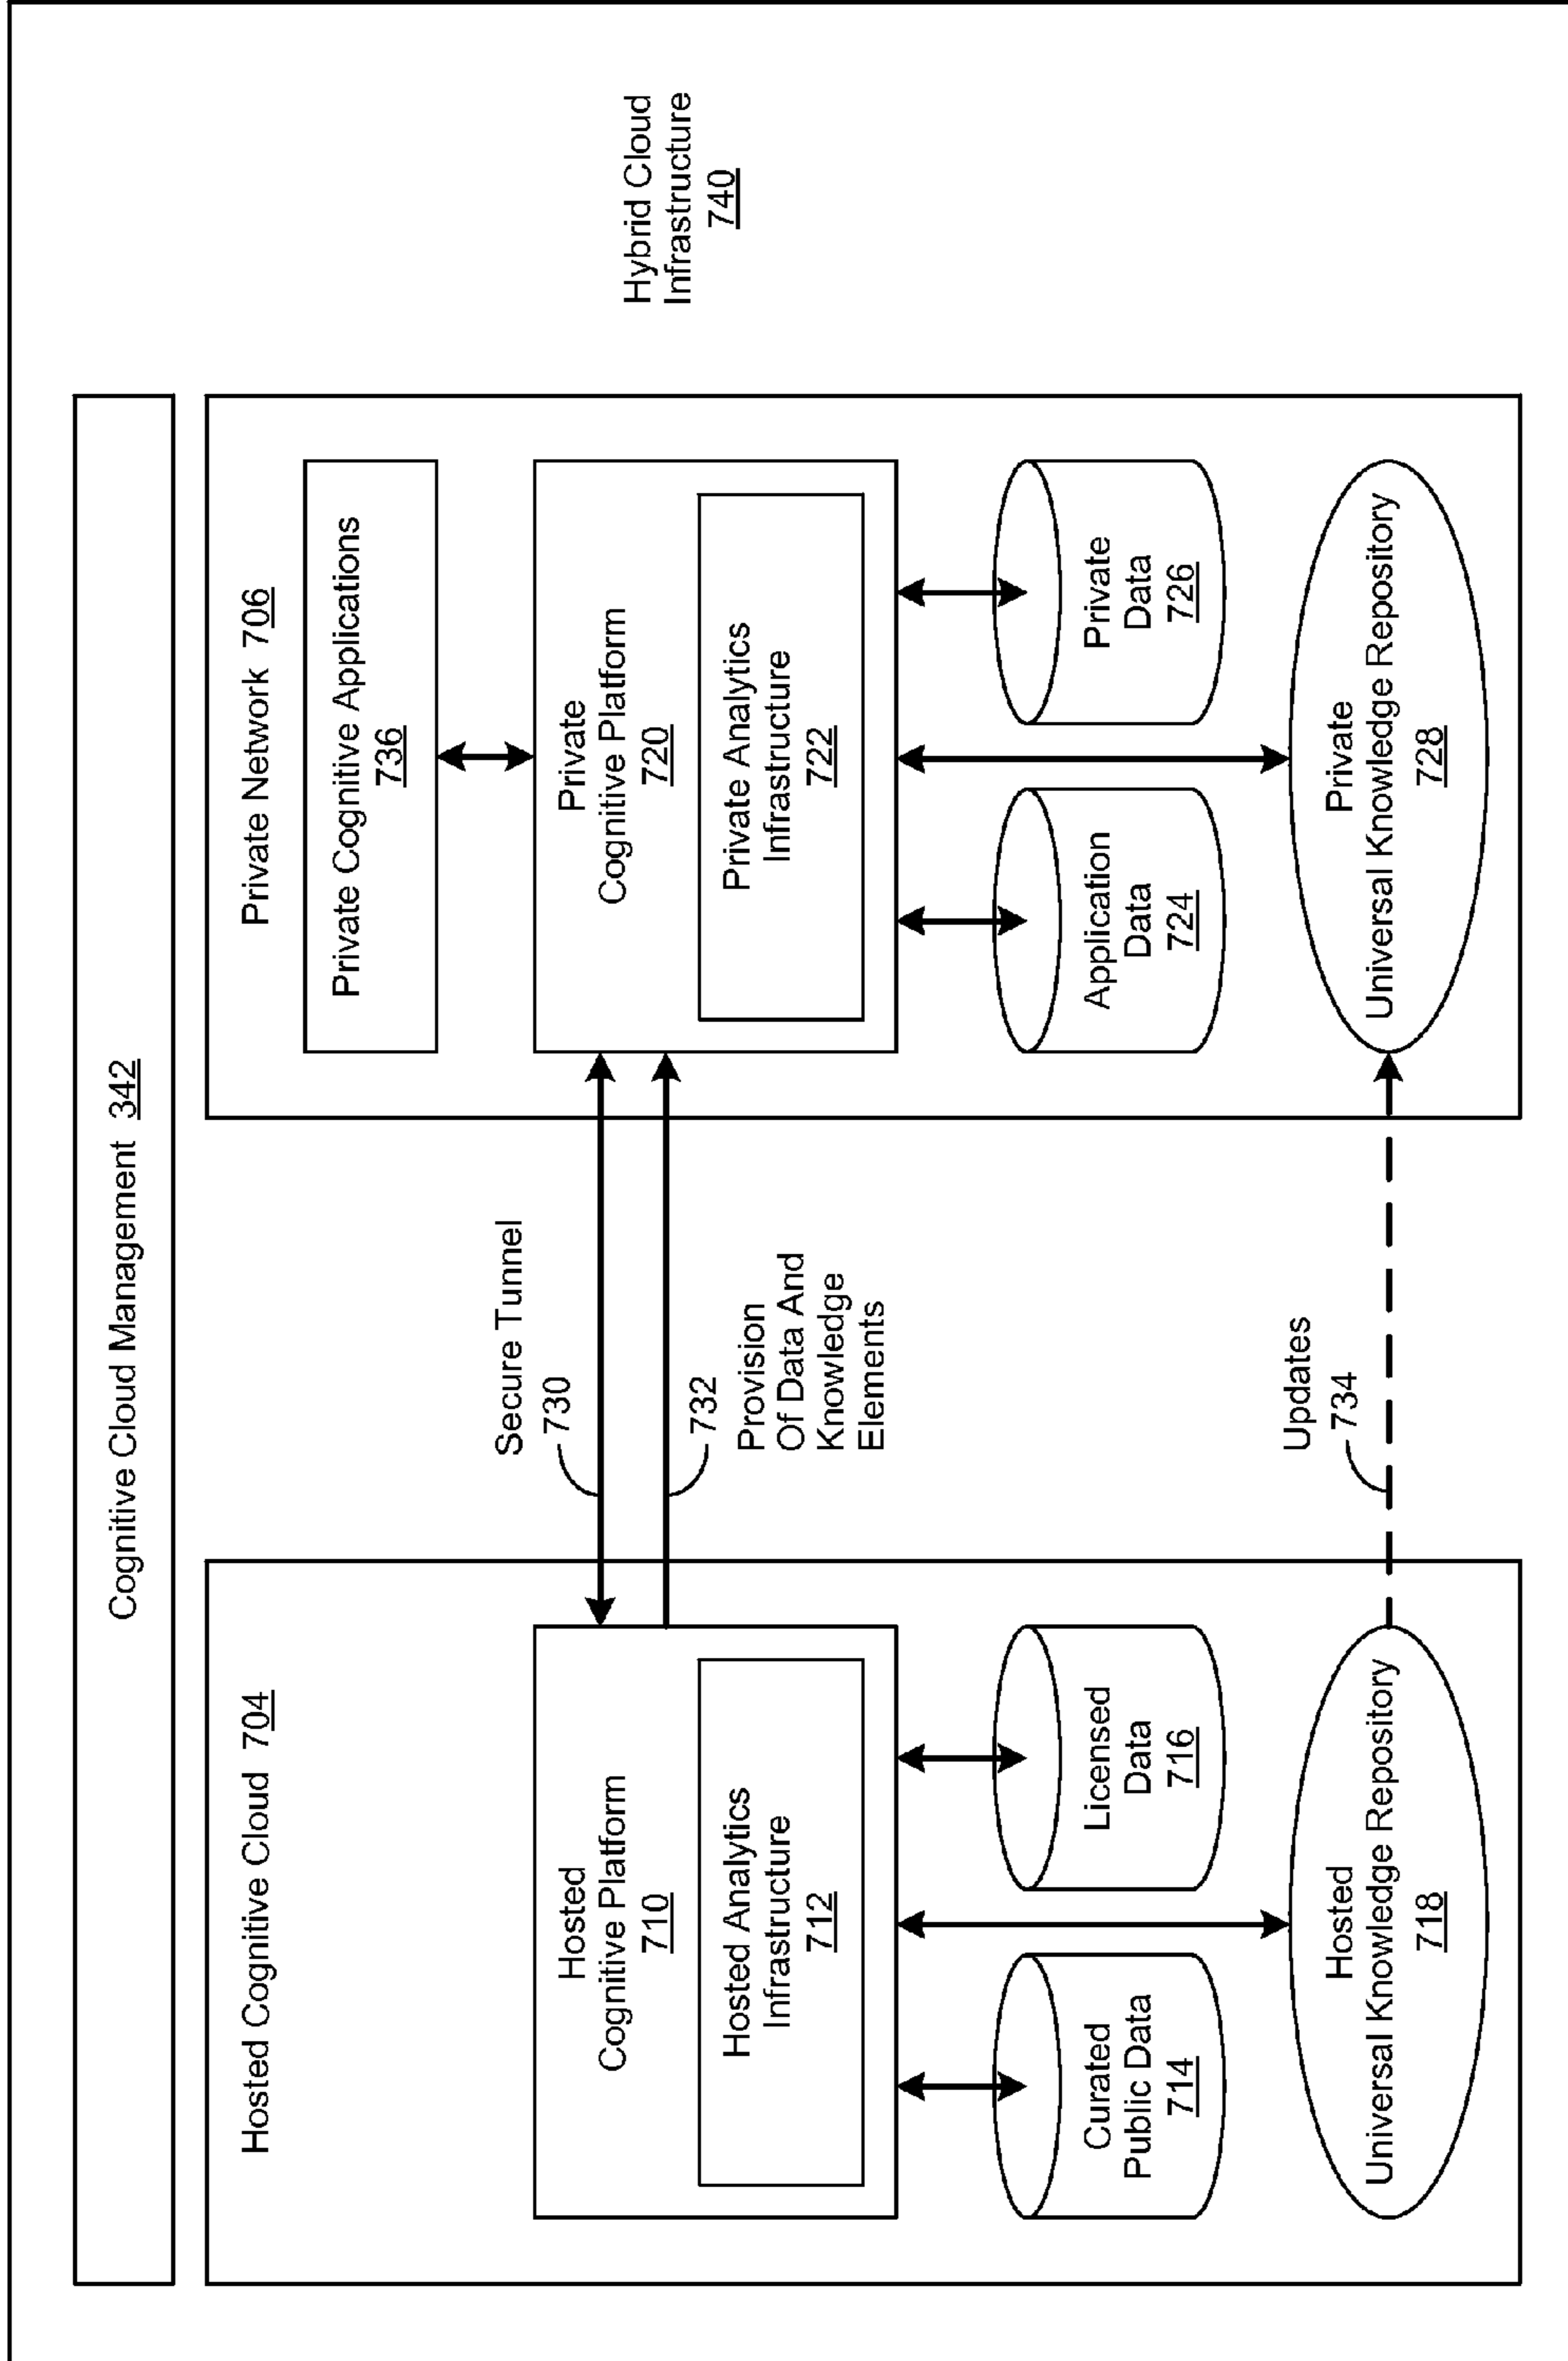 Cognitive Cloud Management 342
Hosted Cognitive Cloud 704
Hosted
Cognitive Platform
710
Hosted Analytics
Infrastructure
712
Curated
Public Data
714
Licensed
Data
716
Hosted
Universal Knowledge Repository
718
Secure Tunnel
730
732
Provision
Of Data And
Knowledge
Elements
Updates
734
Private Network 706
Private Cognitive Applications
736
Private
Cognitive Platform
720
Private Analytics
Infrastructure
722
Application
Data
724
Private
Data
726
Private
Universal Knowledge Repository
728
Hybrid Cloud
Infrastructure
740